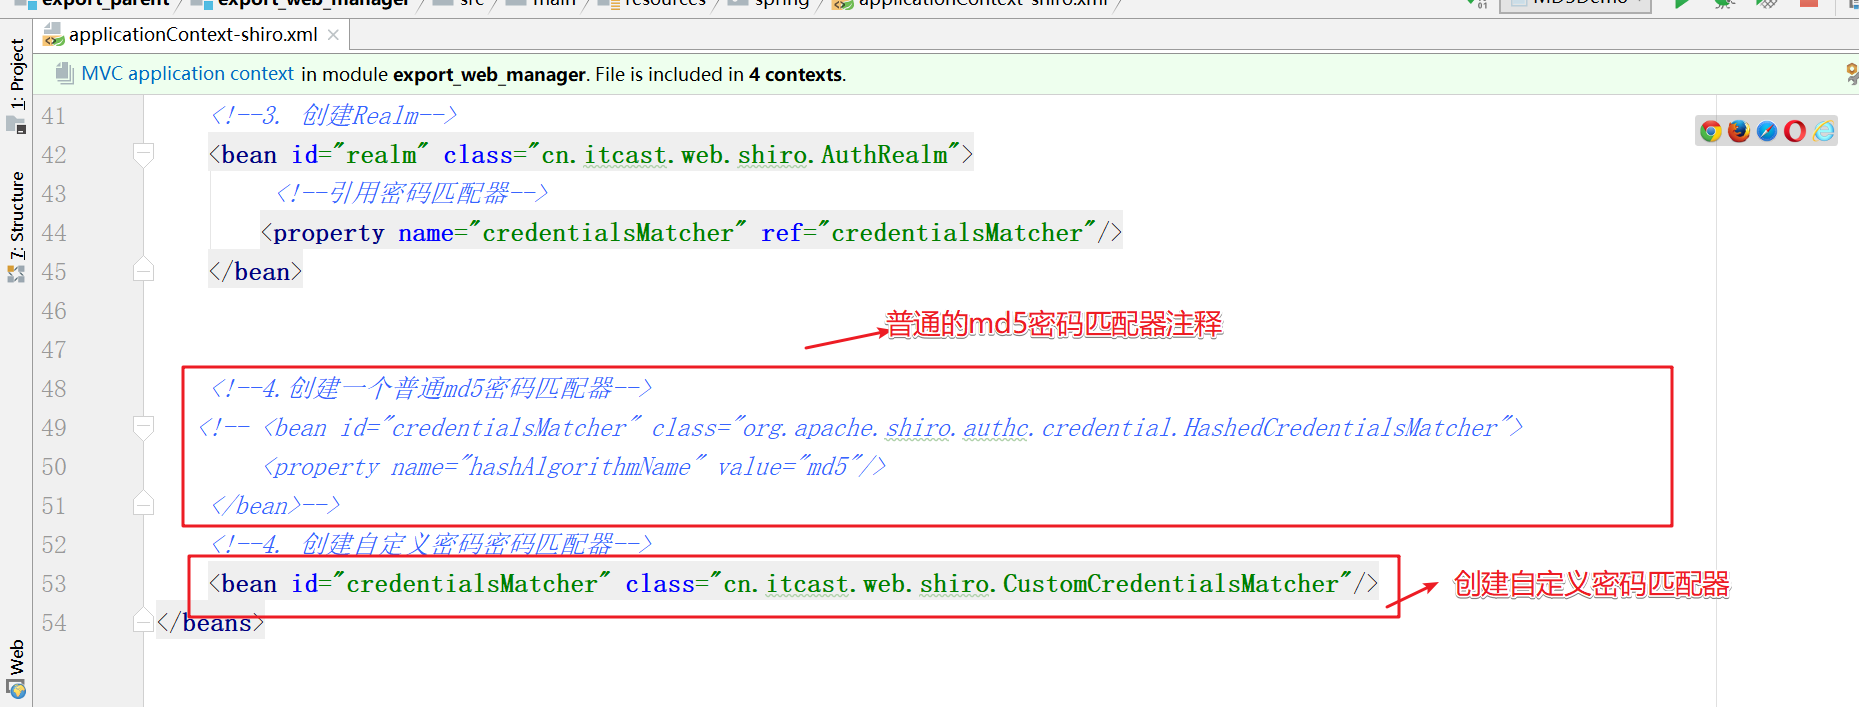 export_parent export_web_manager src main resources spring applicationContext-shiro.xml MD5Demo
applicationContext-shiro.xml
MVC application context in module export_web_manager. File is included in 4 contexts.
1: Project
7: Structure
Web
41 <!--3. 创建Realm-->
42 <bean id="realm" class="cn.itcast.web.shiro.AuthRealm">
43 <!--引用密码匹配器-->
44 <property name="credentialsMatcher" ref="credentialsMatcher"/>
45 </bean>
46
普通的md5密码匹配器注释
47
48 <!--4.创建一个普通md5密码匹配器-->
49 <!-- <bean id="credentialsMatcher" class="org.apache.shiro.authc.credential.HashedCredentialsMatcher">
50 <property name="hashAlgorithmName" value="md5"/>
51 </bean>-->
52 <!--4. 创建自定义密码密码匹配器-->
53 <bean id="credentialsMatcher" class="cn.itcast.web.shiro.CustomCredentialsMatcher"/>
创建自定义密码匹配器
54 </beans>